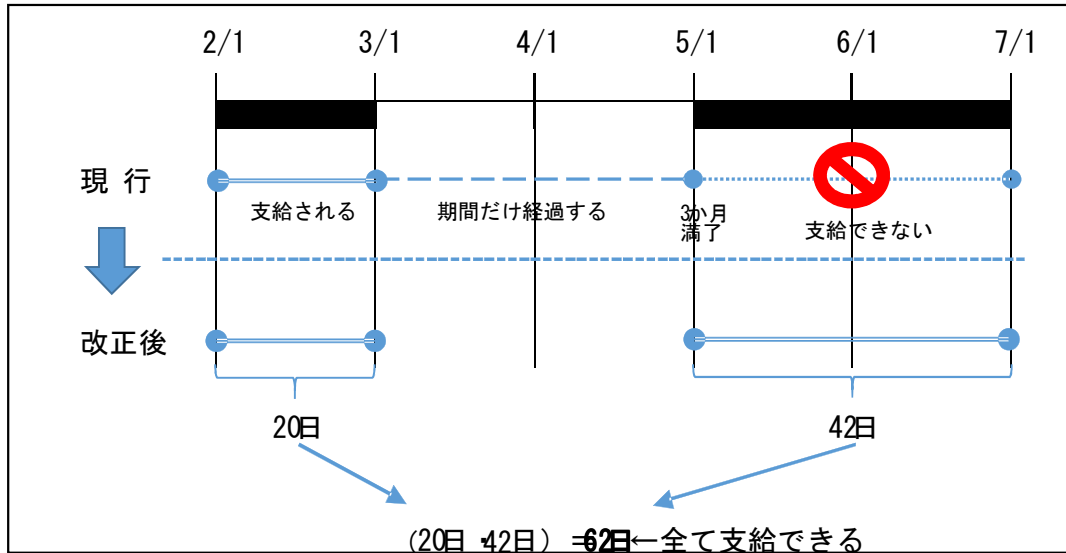 2/1 3/1 4/1 5/1 6/1 7/1
現 行
支給される 期間だけ経過する 3か月 支給できない
満了
改正後
20日 42日
(20日・42日) =62日←全て支給できる